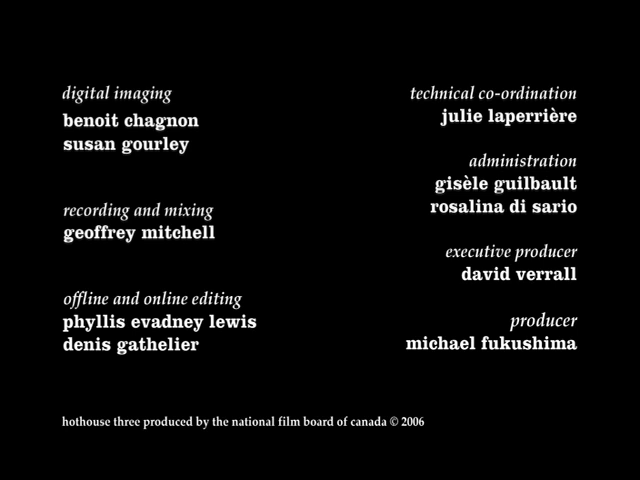 digital imaging
benoit chagnon
susan gourley
recording and mixing
geoffrey mitchell
offline and online editing
phyllis evadney lewis
denis gathelier
technical co-ordination
julie laperrière
administration
gisèle guilbault
rosalina di sario
executive producer
david verrall
producer
michael fukushima
hothouse three produced by the national film board of canada © 2006